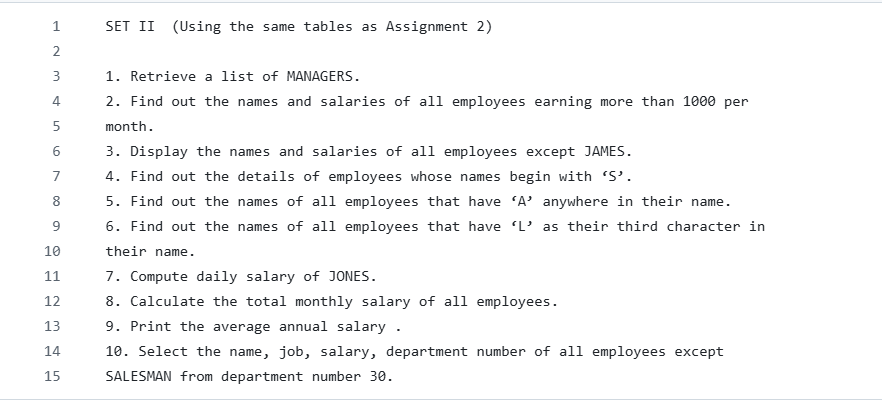 1 SET II  (Using the same tables as Assignment 2)
2
3 1. Retrieve a list of MANAGERS.
4 2. Find out the names and salaries of all employees earning more than 1000 per
5 month.
6 3. Display the names and salaries of all employees except JAMES.
7 4. Find out the details of employees whose names begin with ‘S’.
8 5. Find out the names of all employees that have ‘A’ anywhere in their name.
9 6. Find out the names of all employees that have ‘L’ as their third character in
10 their name.
11 7. Compute daily salary of JONES.
12 8. Calculate the total monthly salary of all employees.
13 9. Print the average annual salary .
14 10. Select the name, job, salary, department number of all employees except
15 SALESMAN from department number 30.